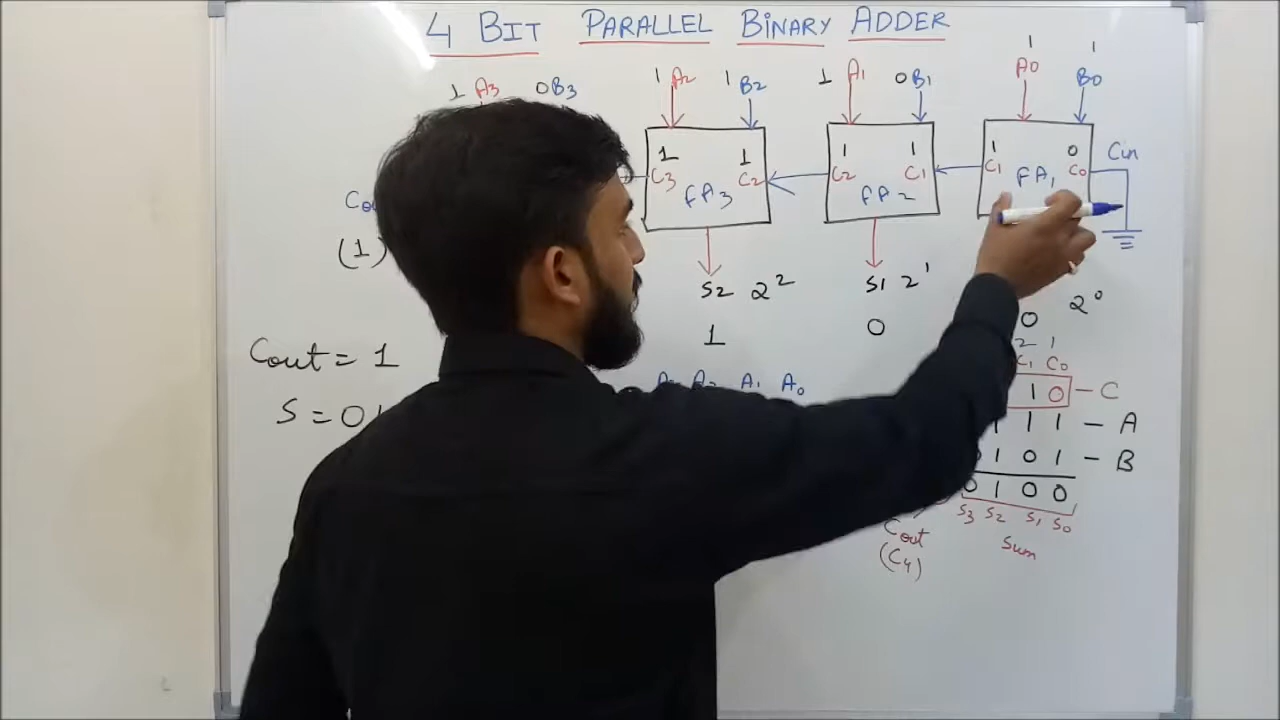 4 BIT PARALLEL BINARY ADDER
1 1
1 A3 0 B3 1 A2 1 B2 1 A1 0 B1 A0 B0
1 1 1 1 1 0 Cin
C3 C2 C2 C1 C1 C0
FA3 FA2 FA1
(1)
S2 2² S1 2¹ 2⁰
1 0 0
2 1
Cout = 1 C1 C0
A1 A0 1 0 — C
S = 0 1 1 1 — A
0 1 0 1 — B
0 1 0 0
S3 S2 S1 S0
Cout Sum
(C4)